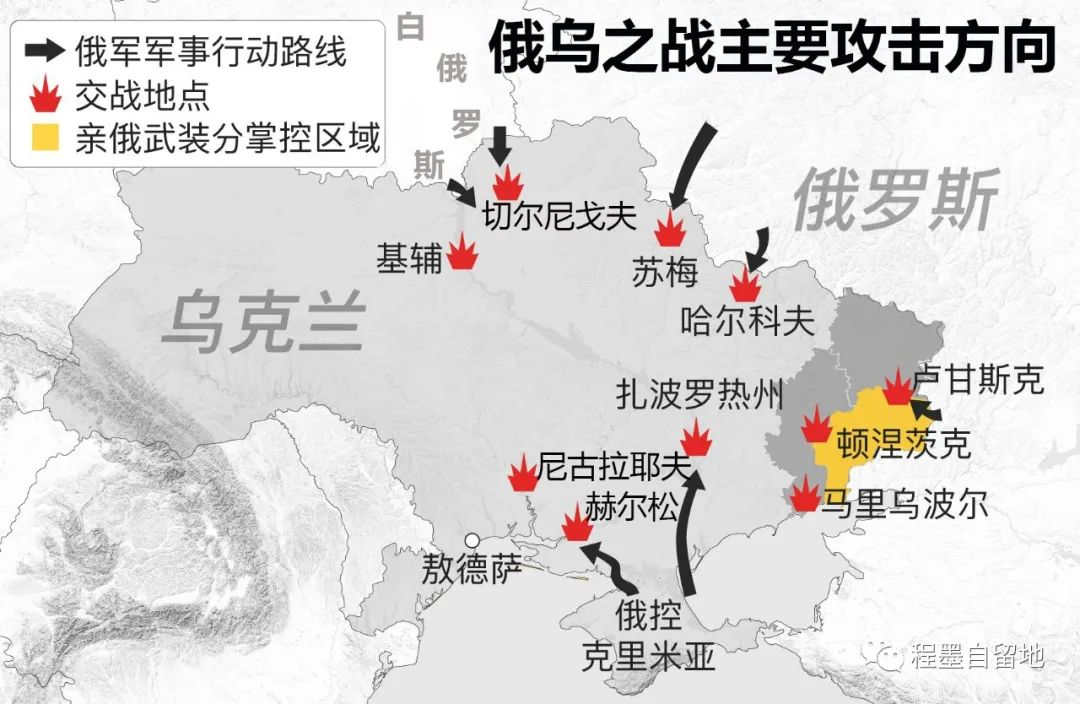 俄乌之战主要攻击方向
俄军军事行动路线
交战地点
亲俄武装分掌控区域
白
俄
罗
斯
俄罗斯
切尔尼戈夫
基辅
苏梅
哈尔科夫
乌克兰
卢甘斯克
扎波罗热州
顿涅茨克
尼古拉耶夫
赫尔松
马里乌波尔
敖德萨
俄控
克里米亚
程墨自留地